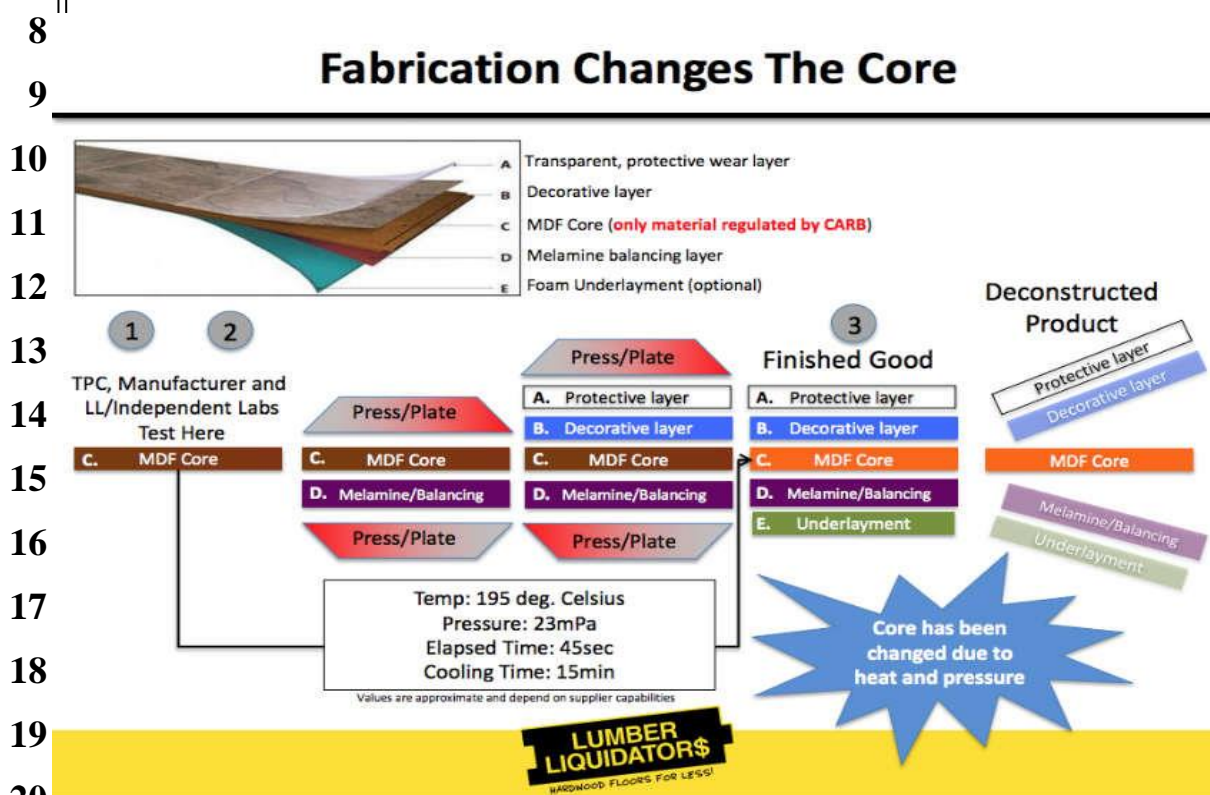 8
Fabrication Changes The Core
9
10
A Transparent, protective wear layer
B Decorative layer
11
C MDF Core (only material regulated by CARB)
D Melamine balancing layer
12
E Foam Underlayment (optional)
1 2
3
Deconstructed
Product
13
TPC, Manufacturer and
LL/Independent Labs
Test Here
C. MDF Core
14
Press/Plate
C. MDF Core
D. Melamine/Balancing
Press/Plate
Press/Plate
A. Protective layer
B. Decorative layer
C. MDF Core
D. Melamine/Balancing
Press/Plate
Finished Good
A. Protective layer
B. Decorative layer
C. MDF Core
D. Melamine/Balancing
E. Underlayment
Protective layer
Decorative layer
MDF Core
Melamine/Balancing
Underlayment
15
16
17
Temp: 195 deg. Celsius
Pressure: 23mPa
Elapsed Time: 45sec
Cooling Time: 15min
Values are approximate and depend on supplier capabilities
Core has been
changed due to
heat and pressure
18
19
LUMBER
LIQUIDATOR$
HARDWOOD FLOORS FOR LESS!
20